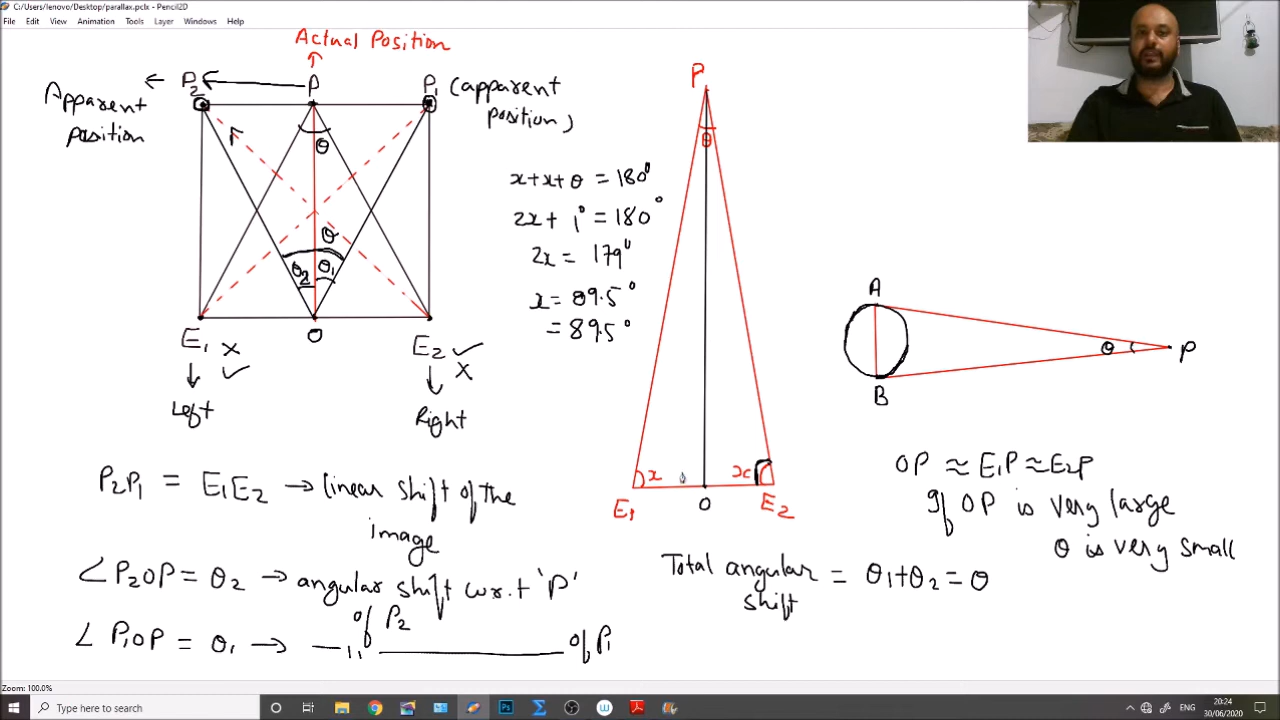 C:/Users/lenovo/Desktop/parallax.pclx - Pencil2D
File Edit View Animation Tools Layer Windows Help
Actual Position
P2 P P1 (apparent
position)
Apparent
position
θ
θ
θ2 θ1
E1 x O E2
x
Left Right
x+x+θ = 180°
2x+ 1° = 180°
2x = 179°
x = 89.5°
= 89.5°
P
θ
x x
E1 O E2
A
θ P
B
OP ≈ E1P ≈ E2P
If OP is very large
θ is very small
P2P1 = E1E2 → linear shift of the
image
∠P2OP = θ2 → angular shift w.r.t 'P'
of P2
∠P1OP = θ1 → —11— of P1
Total angular = θ1+θ2 = θ
shift
Zoom: 100.0%
Type here to search
ENG
20:24
30/06/2020